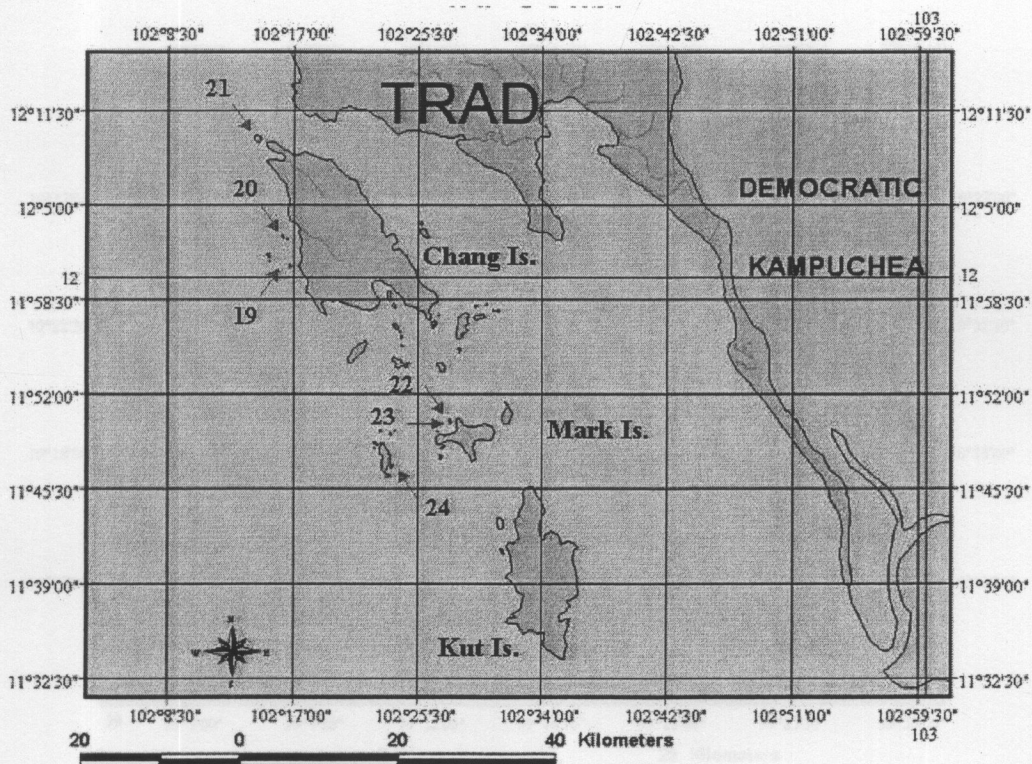 103
102°8'30" 102°17'00" 102°25'30" 102°34'00" 102°42'30" 102°51'00" 102°59'30"
21
TRAD
12°11'30" 12°11'30"
20
DEMOCRATIC
12°5'00" 12°5'00"
Chang Is.
KAMPUCHEA
12 12
11°58'30" 11°58'30"
19
22
11°52'00" 11°52'00"
23
Mark Is.
11°45'30" 11°45'30"
24
11°39'00" 11°39'00"
Kut Is.
11°32'30" 11°32'30"
102°8'30" 102°17'00" 102°25'30" 102°34'00" 102°42'30" 102°51'00" 102°59'30"
103
20 0 20 40 Kilometers